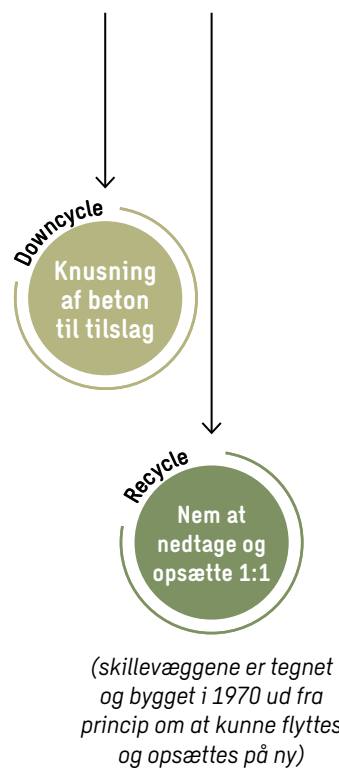 Downcycle
Knusning
af beton
til tilslag
Recycle
Nem at
nedtage og
opsætte 1:1
(skillevæggene er tegnet
og bygget i 1970 ud fra
princip om at kunne flyttes
og opsættes på ny)